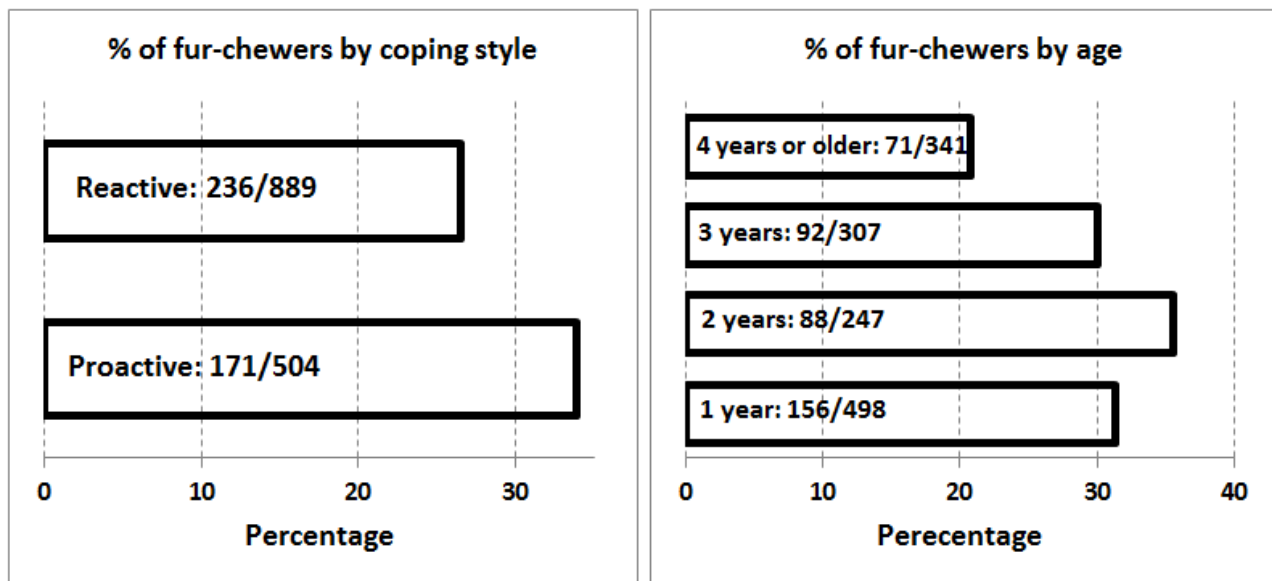 % of fur-chewers by coping style
Reactive: 236/889
Proactive: 171/504
0 10 20 30
Percentage
% of fur-chewers by age
4 years or older: 71/341
3 years: 92/307
2 years: 88/247
1 year: 156/498
0 10 20 30 40
Perecentage